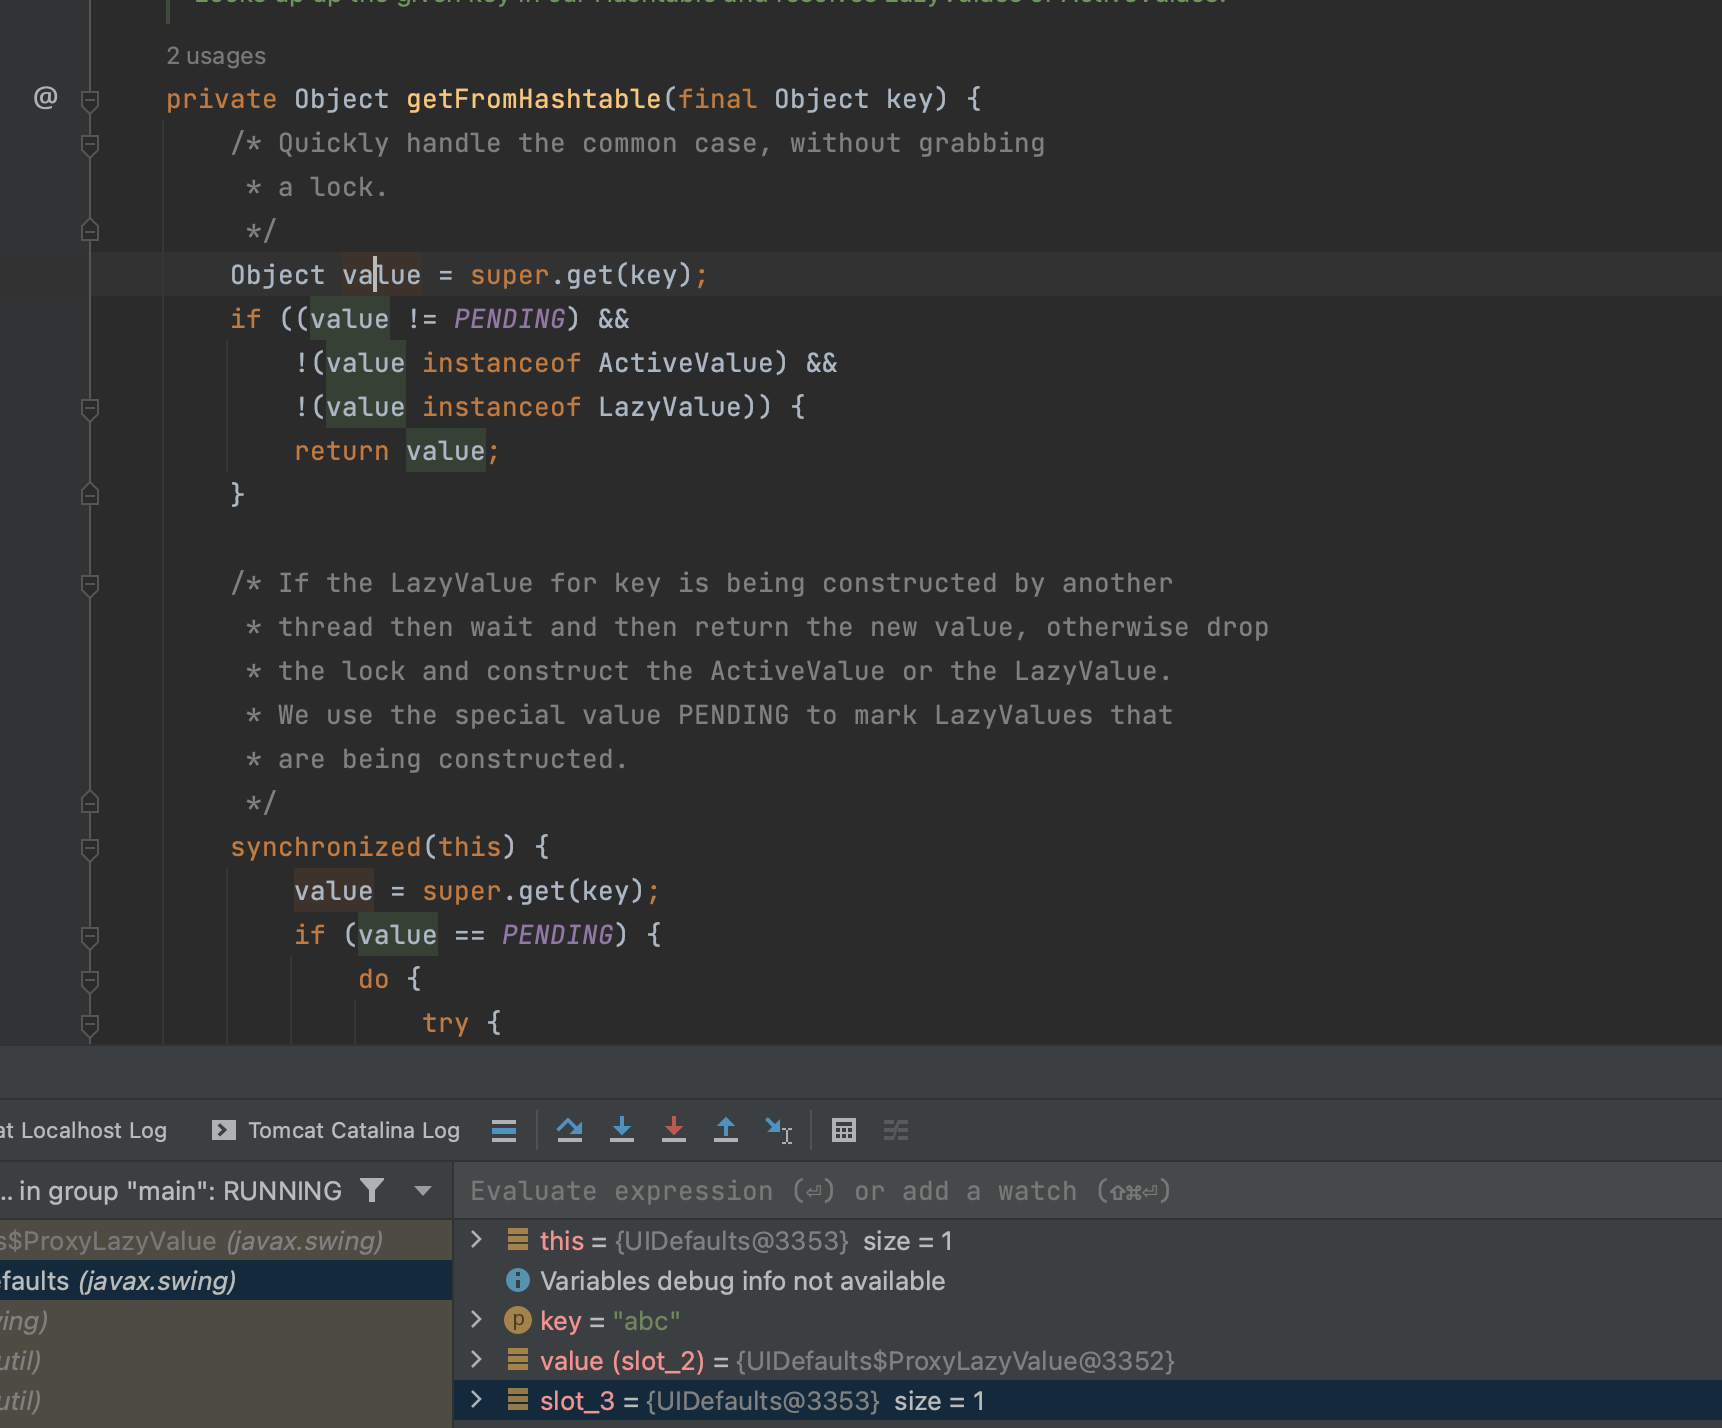 2 usages
@ private Object getFromHashtable(final Object key) {
/* Quickly handle the common case, without grabbing
* a lock.
*/
Object value = super.get(key);
if ((value != PENDING) &&
!(value instanceof ActiveValue) &&
!(value instanceof LazyValue)) {
return value;
}
/* If the LazyValue for key is being constructed by another
* thread then wait and then return the new value, otherwise drop
* the lock and construct the ActiveValue or the LazyValue.
* We use the special value PENDING to mark LazyValues that
* are being constructed.
*/
synchronized(this) {
value = super.get(key);
if (value == PENDING) {
do {
try {
at Localhost Log Tomcat Catalina Log
... in group "main": RUNNING
Evaluate expression (⏎) or add a watch (⇧⌘⏎)
s$ProxyLazyValue (javax.swing)
efaults (javax.swing)
ving)
util)
util)
this = {UIDefaults@3353} size = 1
Variables debug info not available
p key = "abc"
value (slot_2) = {UIDefaults$ProxyLazyValue@3352}
slot_3 = {UIDefaults@3353} size = 1